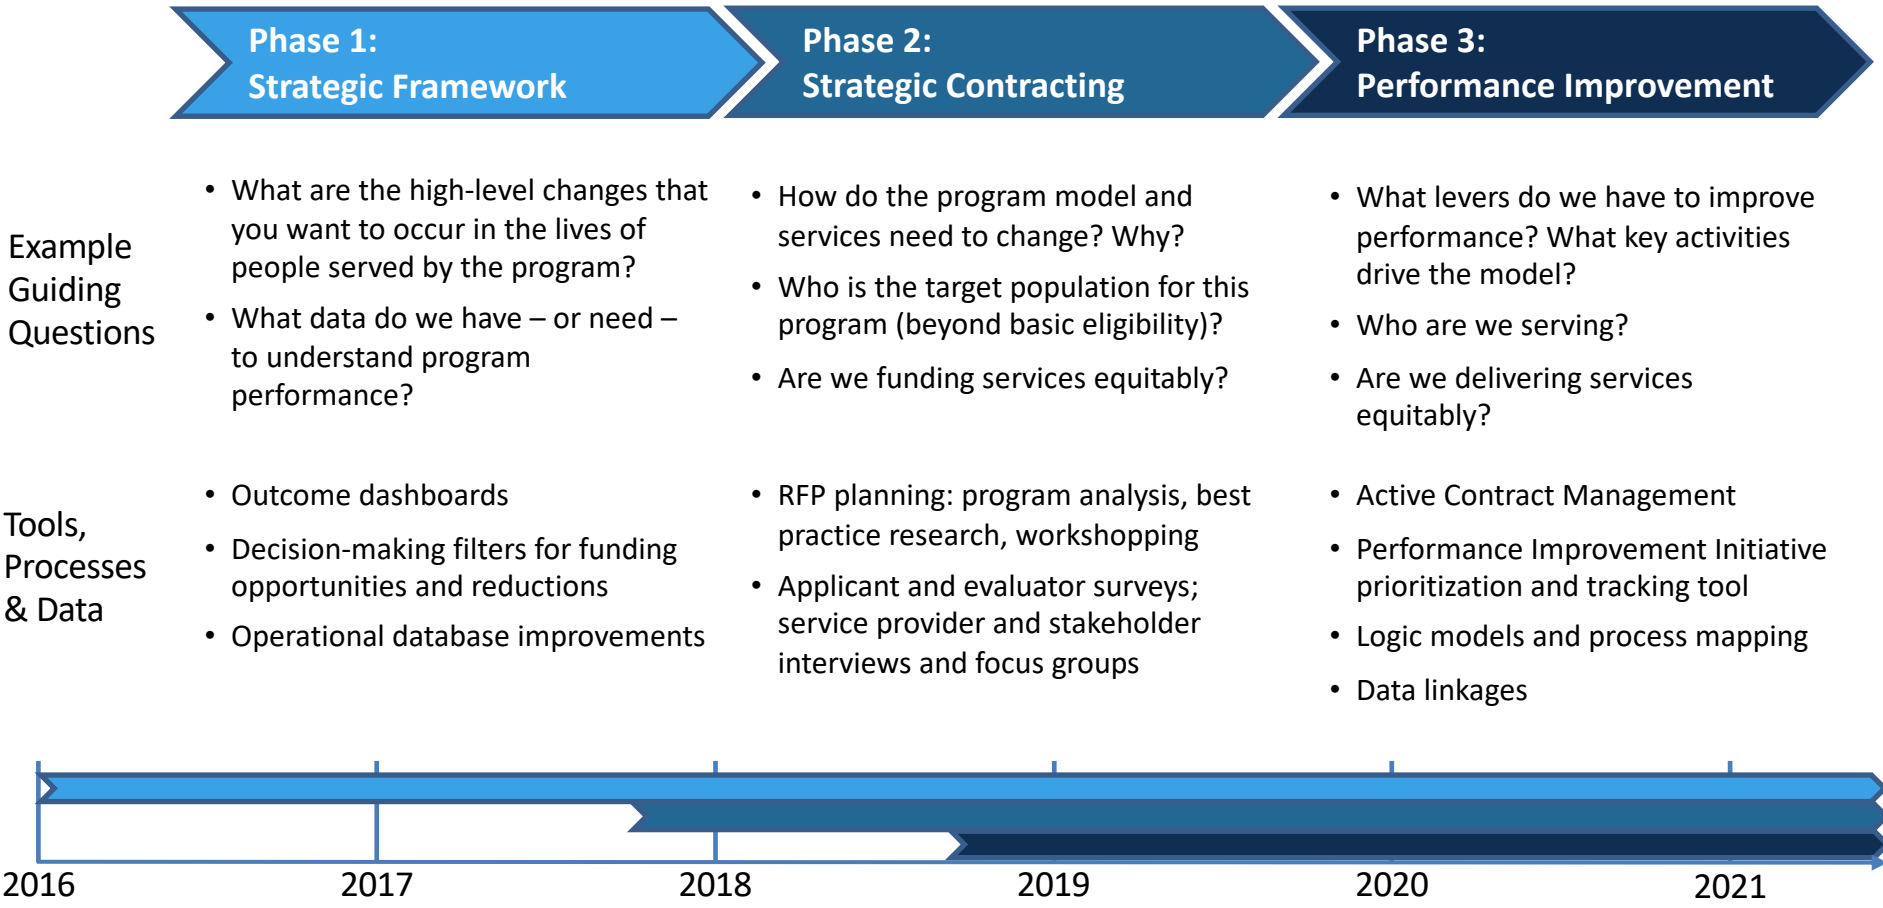 Phase 1:
Strategic Framework
Phase 2:
Strategic Contracting
Phase 3:
Performance Improvement
Example
Guiding
Questions
• What are the high-level changes that
you want to occur in the lives of
people served by the program?
• What data do we have – or need –
to understand program
performance?
• How do the program model and
services need to change? Why?
• Who is the target population for this
program (beyond basic eligibility)?
• Are we funding services equitably?
• What levers do we have to improve
performance? What key activities
drive the model?
• Who are we serving?
• Are we delivering services
equitably?
Tools,
Processes
& Data
• Outcome dashboards
• Decision-making filters for funding
opportunities and reductions
• Operational database improvements
• RFP planning: program analysis, best
practice research, workshopping
• Applicant and evaluator surveys;
service provider and stakeholder
interviews and focus groups
• Active Contract Management
• Performance Improvement Initiative
prioritization and tracking tool
• Logic models and process mapping
• Data linkages
2016
2017
2018
2019
2020
2021